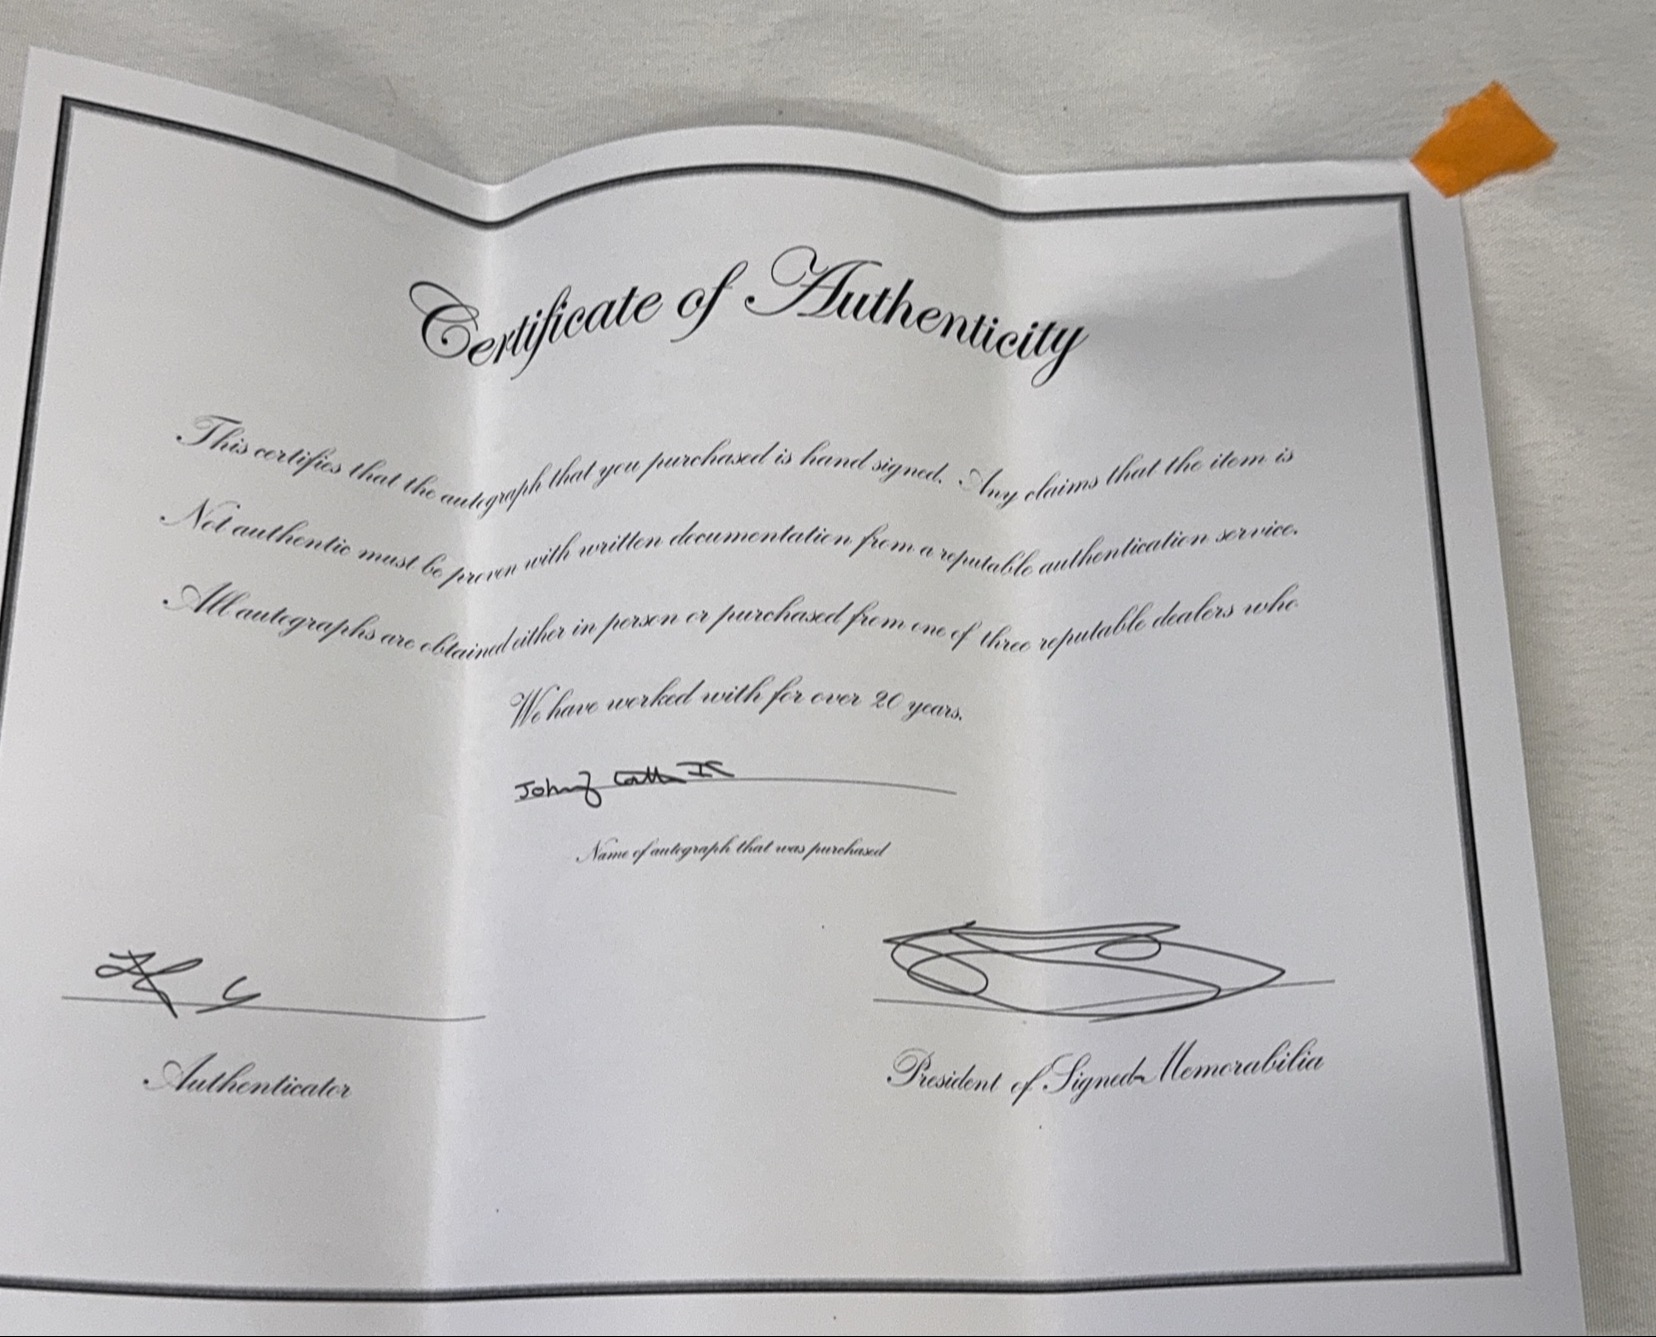 Certificate of Authenticity
This certifies that the autograph that you purchased is hand signed. Any claims that the item is
Not authentic must be proven with written documentation from a reputable authentication service.
All autographs are obtained either in person or purchased from one of three reputable dealers who
We have worked with for over 20 years.
Johnny
Name of autograph that was purchased
Authenticator
President of Signed Memorabilia